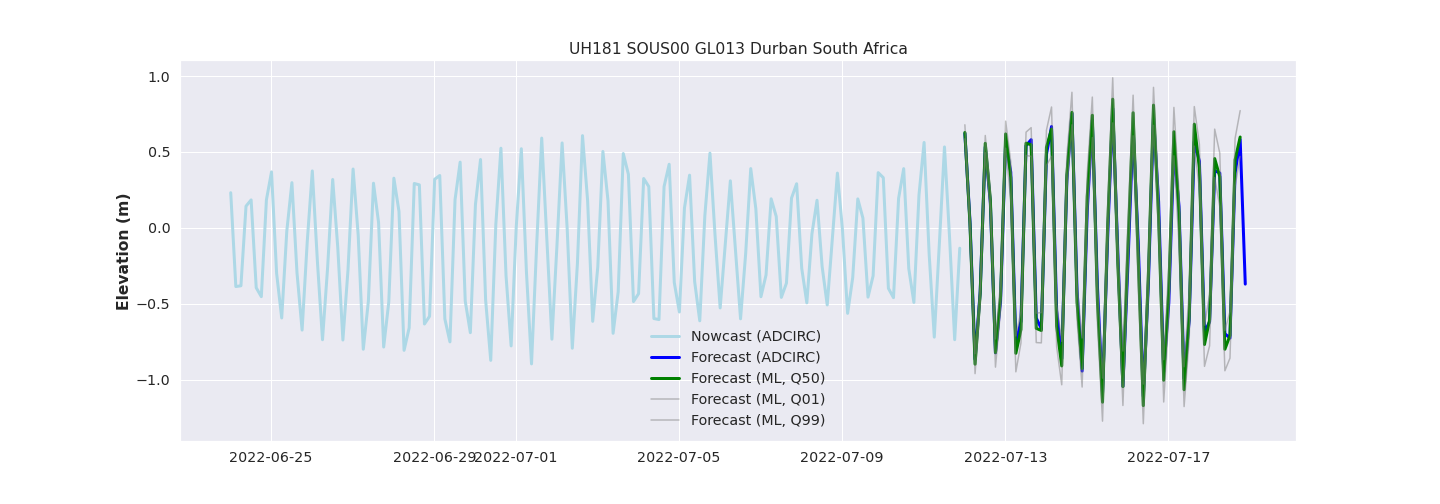 UH181 SOUS00 GL013 Durban South Africa
Elevation (m)
1.0
0.5
0.0
−0.5
−1.0
Nowcast (ADCIRC)
Forecast (ADCIRC)
Forecast (ML, Q50)
Forecast (ML, Q01)
Forecast (ML, Q99)
2022-06-25 2022-06-29 2022-07-01 2022-07-05 2022-07-09 2022-07-13 2022-07-17